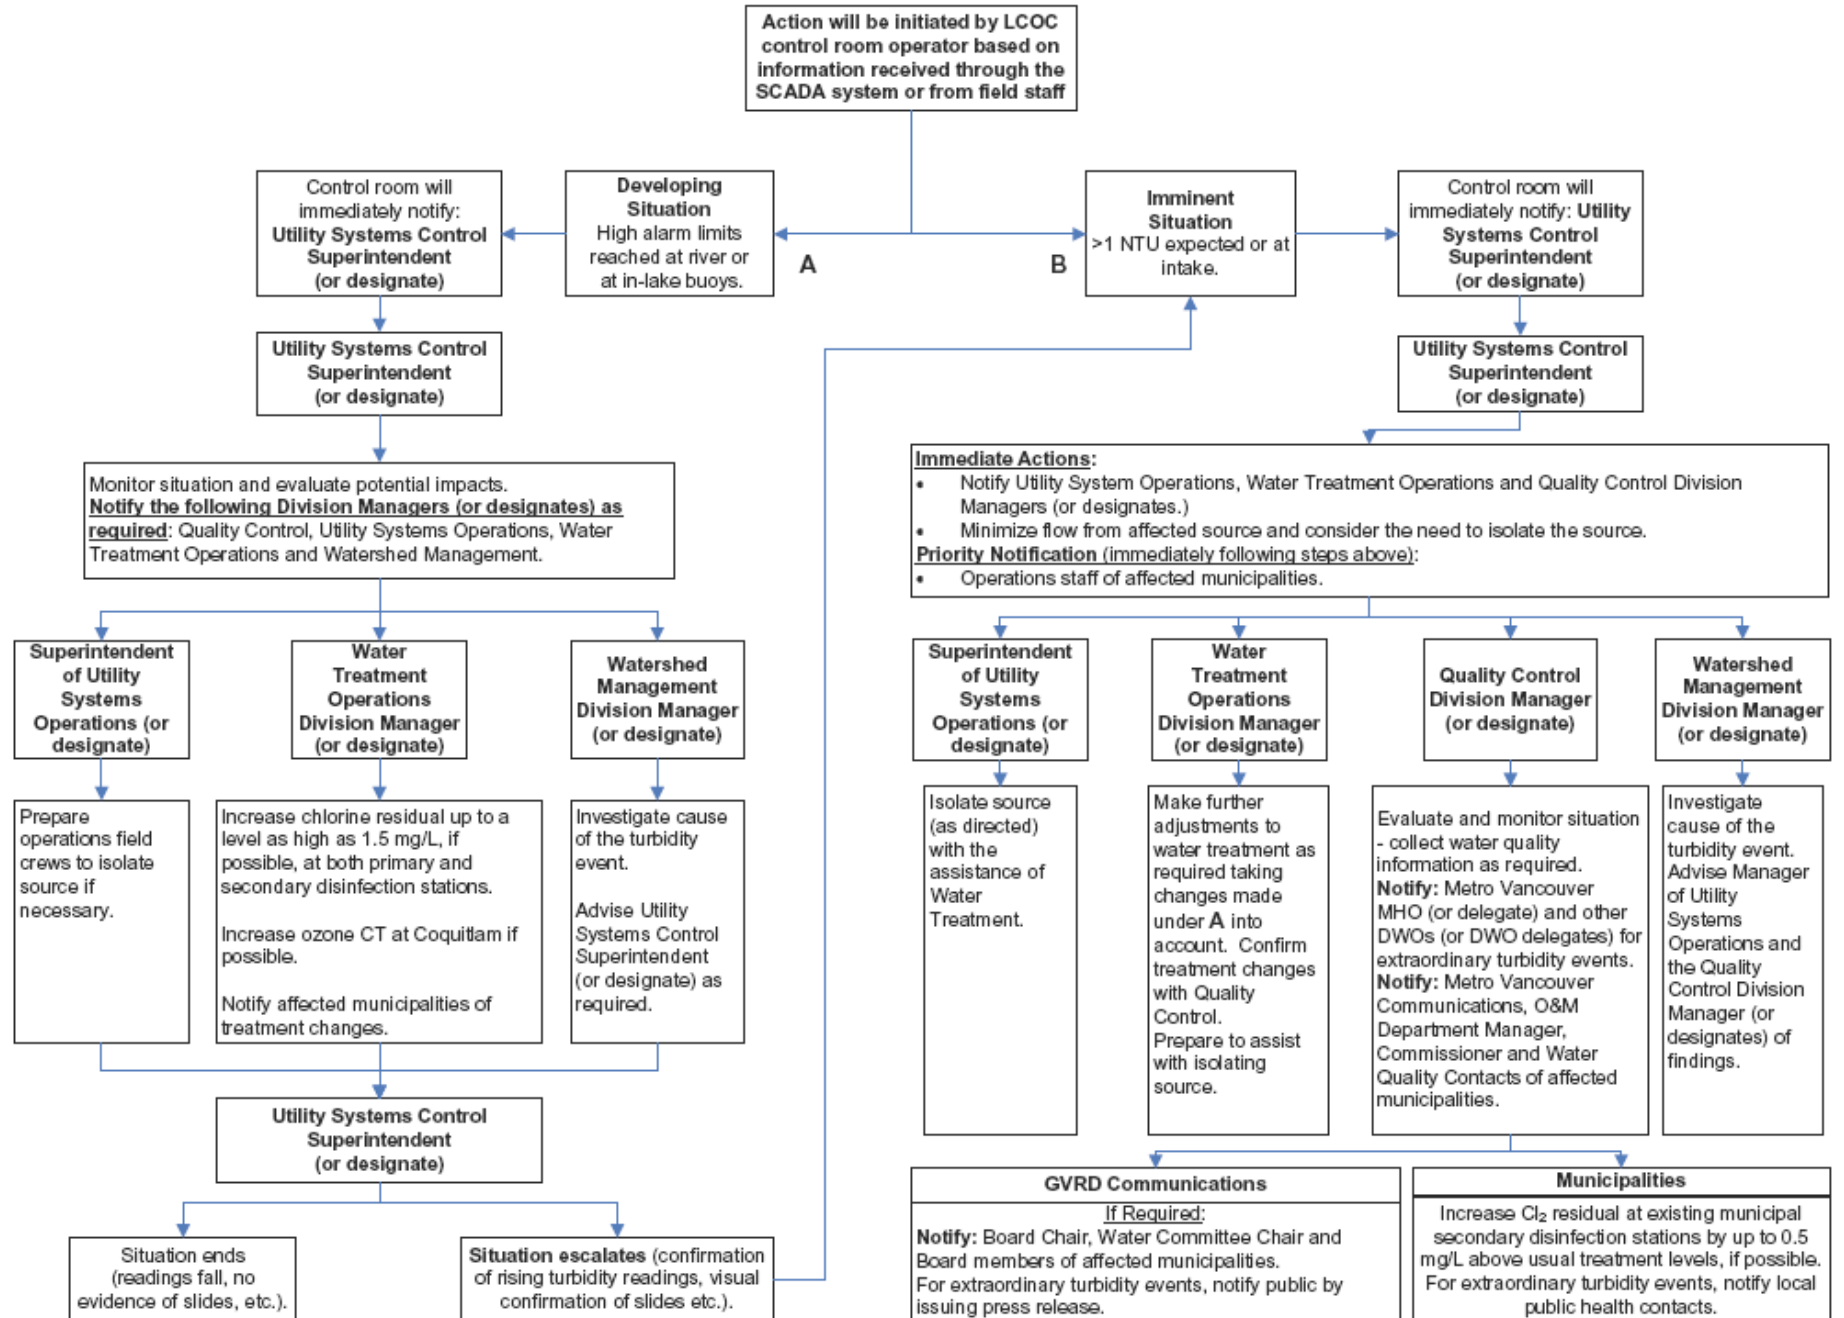 Action will be initiated by LCOC
control room operator based on
information received through the
SCADA system or from field staff
Control room will
immediately notify:
Utility Systems Control
Superintendent
(or designate)
Developing
Situation
High alarm limits
reached at river or
at in-lake buoys.
A
B
Imminent
Situation
>1 NTU expected or at
intake.
Control room will
immediately notify: Utility
Systems Control
Superintendent
(or designate)
Utility Systems Control
Superintendent
(or designate)
Utility Systems Control
Superintendent
(or designate)
Monitor situation and evaluate potential impacts.
Notify the following Division Managers (or designates) as
required: Quality Control, Utility Systems Operations, Water
Treatment Operations and Watershed Management.
Immediate Actions:
• Notify Utility System Operations, Water Treatment Operations and Quality Control Division
Managers (or designates.)
• Minimize flow from affected source and consider the need to isolate the source.
Priority Notification (immediately following steps above):
• Operations staff of affected municipalities.
Superintendent
of Utility
Systems
Operations (or
designate)
Water
Treatment
Operations
Division Manager
(or designate)
Watershed
Management
Division Manager
(or designate)
Superintendent
of Utility
Systems
Operations (or
designate)
Water
Treatment
Operations
Division Manager
(or designate)
Quality Control
Division Manager
(or designate)
Watershed
Management
Division Manager
(or designate)
Prepare
operations field
crews to isolate
source if
necessary.
Increase chlorine residual up to a
level as high as 1.5 mg/L, if
possible, at both primary and
secondary disinfection stations.
Increase ozone CT at Coquitlam if
possible.
Notify affected municipalities of
treatment changes.
Investigate cause
of the turbidity
event.
Advise Utility
Systems Control
Superintendent
(or designate) as
required.
Isolate source
(as directed)
with the
assistance of
Water
Treatment.
Make further
adjustments to
water treatment as
required taking
changes made
under A into
account. Confirm
treatment changes
with Quality
Control.
Prepare to assist
with isolating
source.
Evaluate and monitor situation
- collect water quality
information as required.
Notify: Metro Vancouver
MHO (or delegate) and other
DWOs (or DWO delegates) for
extraordinary turbidity events.
Notify: Metro Vancouver
Communications, O&M
Department Manager,
Commissioner and Water
Quality Contacts of affected
municipalities.
Investigate
cause of the
turbidity event.
Advise Manager
of Utility
Systems
Operations and
the Quality
Control Division
Manager (or
designates) of
findings.
Utility Systems Control
Superintendent
(or designate)
Situation ends
(readings fall, no
evidence of slides, etc.).
Situation escalates (confirmation
of rising turbidity readings, visual
confirmation of slides etc.).
GVRD Communications
If Required:
Notify: Board Chair, Water Committee Chair and
Board members of affected municipalities.
For extraordinary turbidity events, notify public by
issuing press release.
Municipalities
Increase Cl₂ residual at existing municipal
secondary disinfection stations by up to 0.5
mg/L above usual treatment levels, if possible.
For extraordinary turbidity events, notify local
public health contacts.